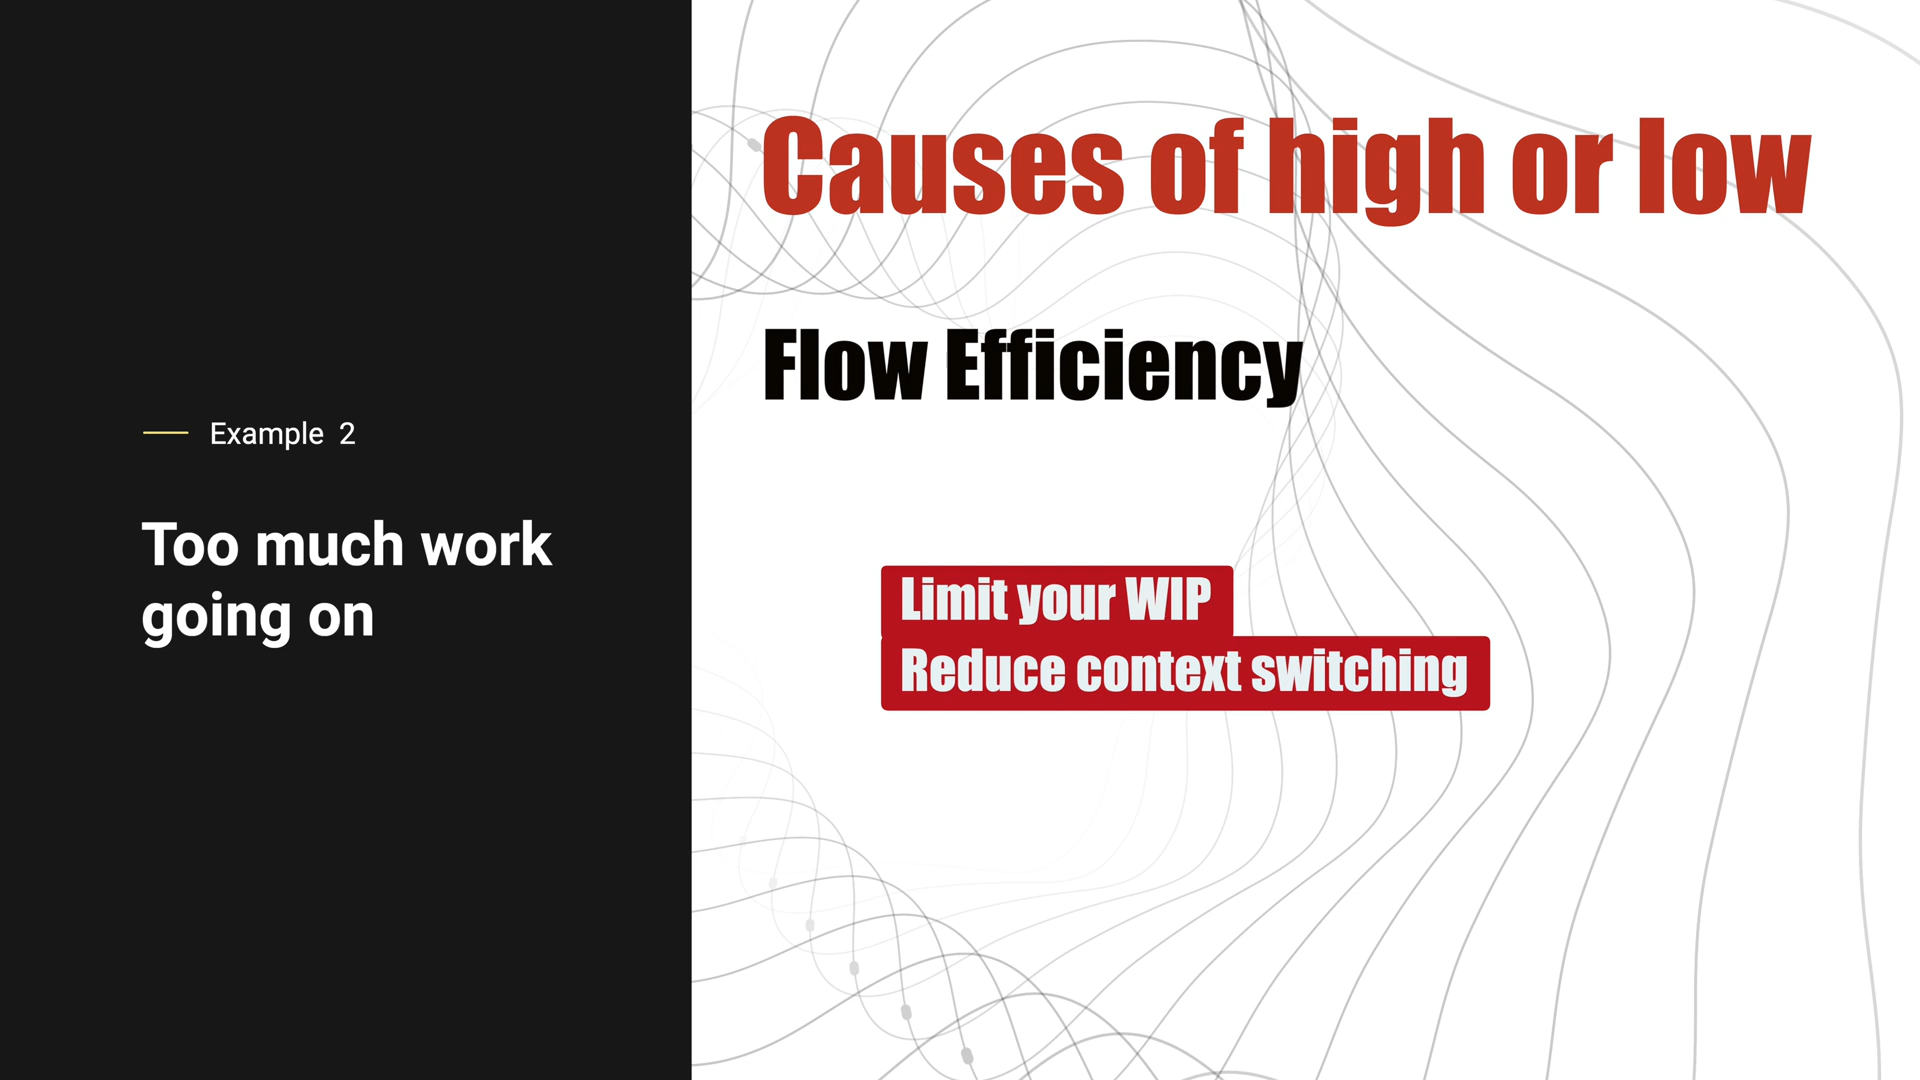 Example 2
Too much work
going on
Causes of high or low
Flow Efficiency
Limit your WIP
Reduce context switching